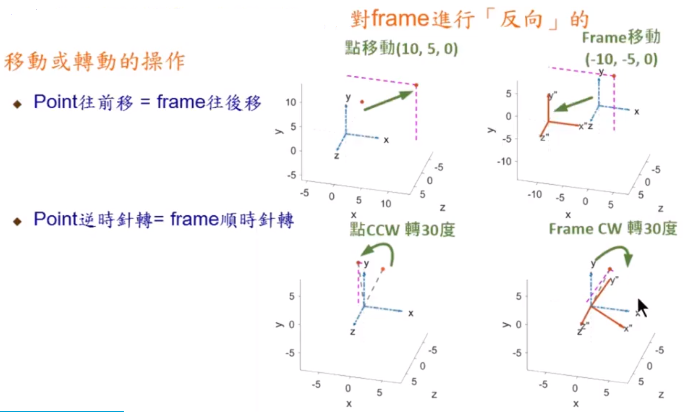 對frame進行「反向」的
移動或轉動的操作
Point往前移 = frame往後移
Point逆時針轉= frame順時針轉
點移動(10, 5, 0)
10
5
0
-5
y
y
x
z
-5
0
5
10
x
-5
0
5
z
Frame移動
(-10, -5, 0)
5
0
-5
-10
y
y
y"
x"
z"
z
x
-10
-5
0
5
x
-5
0
5
z
點CCW 轉30度
5
0
-5
y
y
x
z
-5
0
5
x
-5
0
5
z
Frame CW 轉30度
5
0
-5
y
y
y"
x
x"
z"
-5
0
5
x
-5
0
5
z